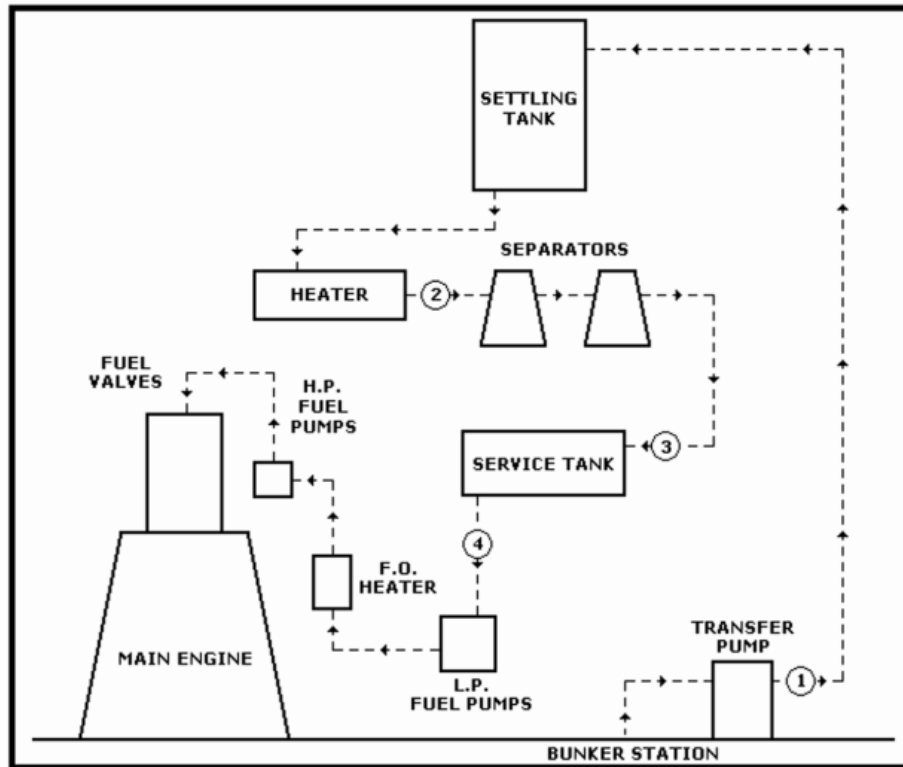 SETTLING
TANK
SEPARATORS
HEATER
2
FUEL
VALVES
H.P.
FUEL
PUMPS
3
SERVICE TANK
4
F.O.
HEATER
TRANSFER
PUMP
MAIN ENGINE
1
L.P.
FUEL PUMPS
BUNKER STATION